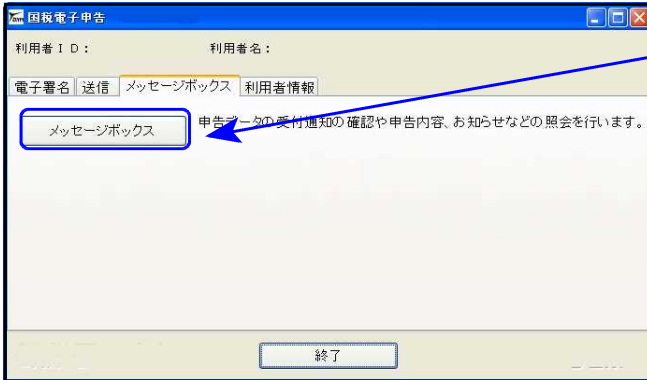 国税電子申告
利用者ID： 利用者名：
電子署名 送信 メッセージボックス 利用者情報
メッセージボックス 申告データの受付通知の確認や申告内容、お知らせなどの照会を行います。
終了